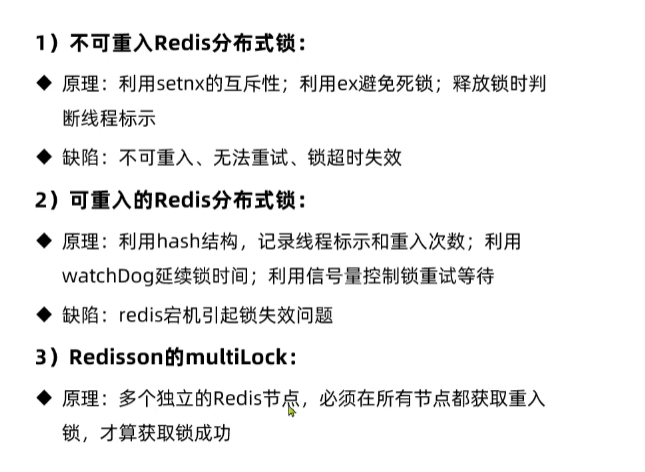 1）不可重入Redis分布式锁：
◆ 原理：利用setnx的互斥性；利用ex避免死锁；释放锁时判
断线程标示
◆ 缺陷：不可重入、无法重试、锁超时失效
2）可重入的Redis分布式锁：
◆ 原理：利用hash结构，记录线程标示和重入次数；利用
watchDog延续锁时间；利用信号量控制锁重试等待
◆ 缺陷：redis宕机引起锁失效问题
3）Redisson的multiLock：
◆ 原理：多个独立的Redis节点，必须在所有节点都获取重入
锁，才算获取锁成功